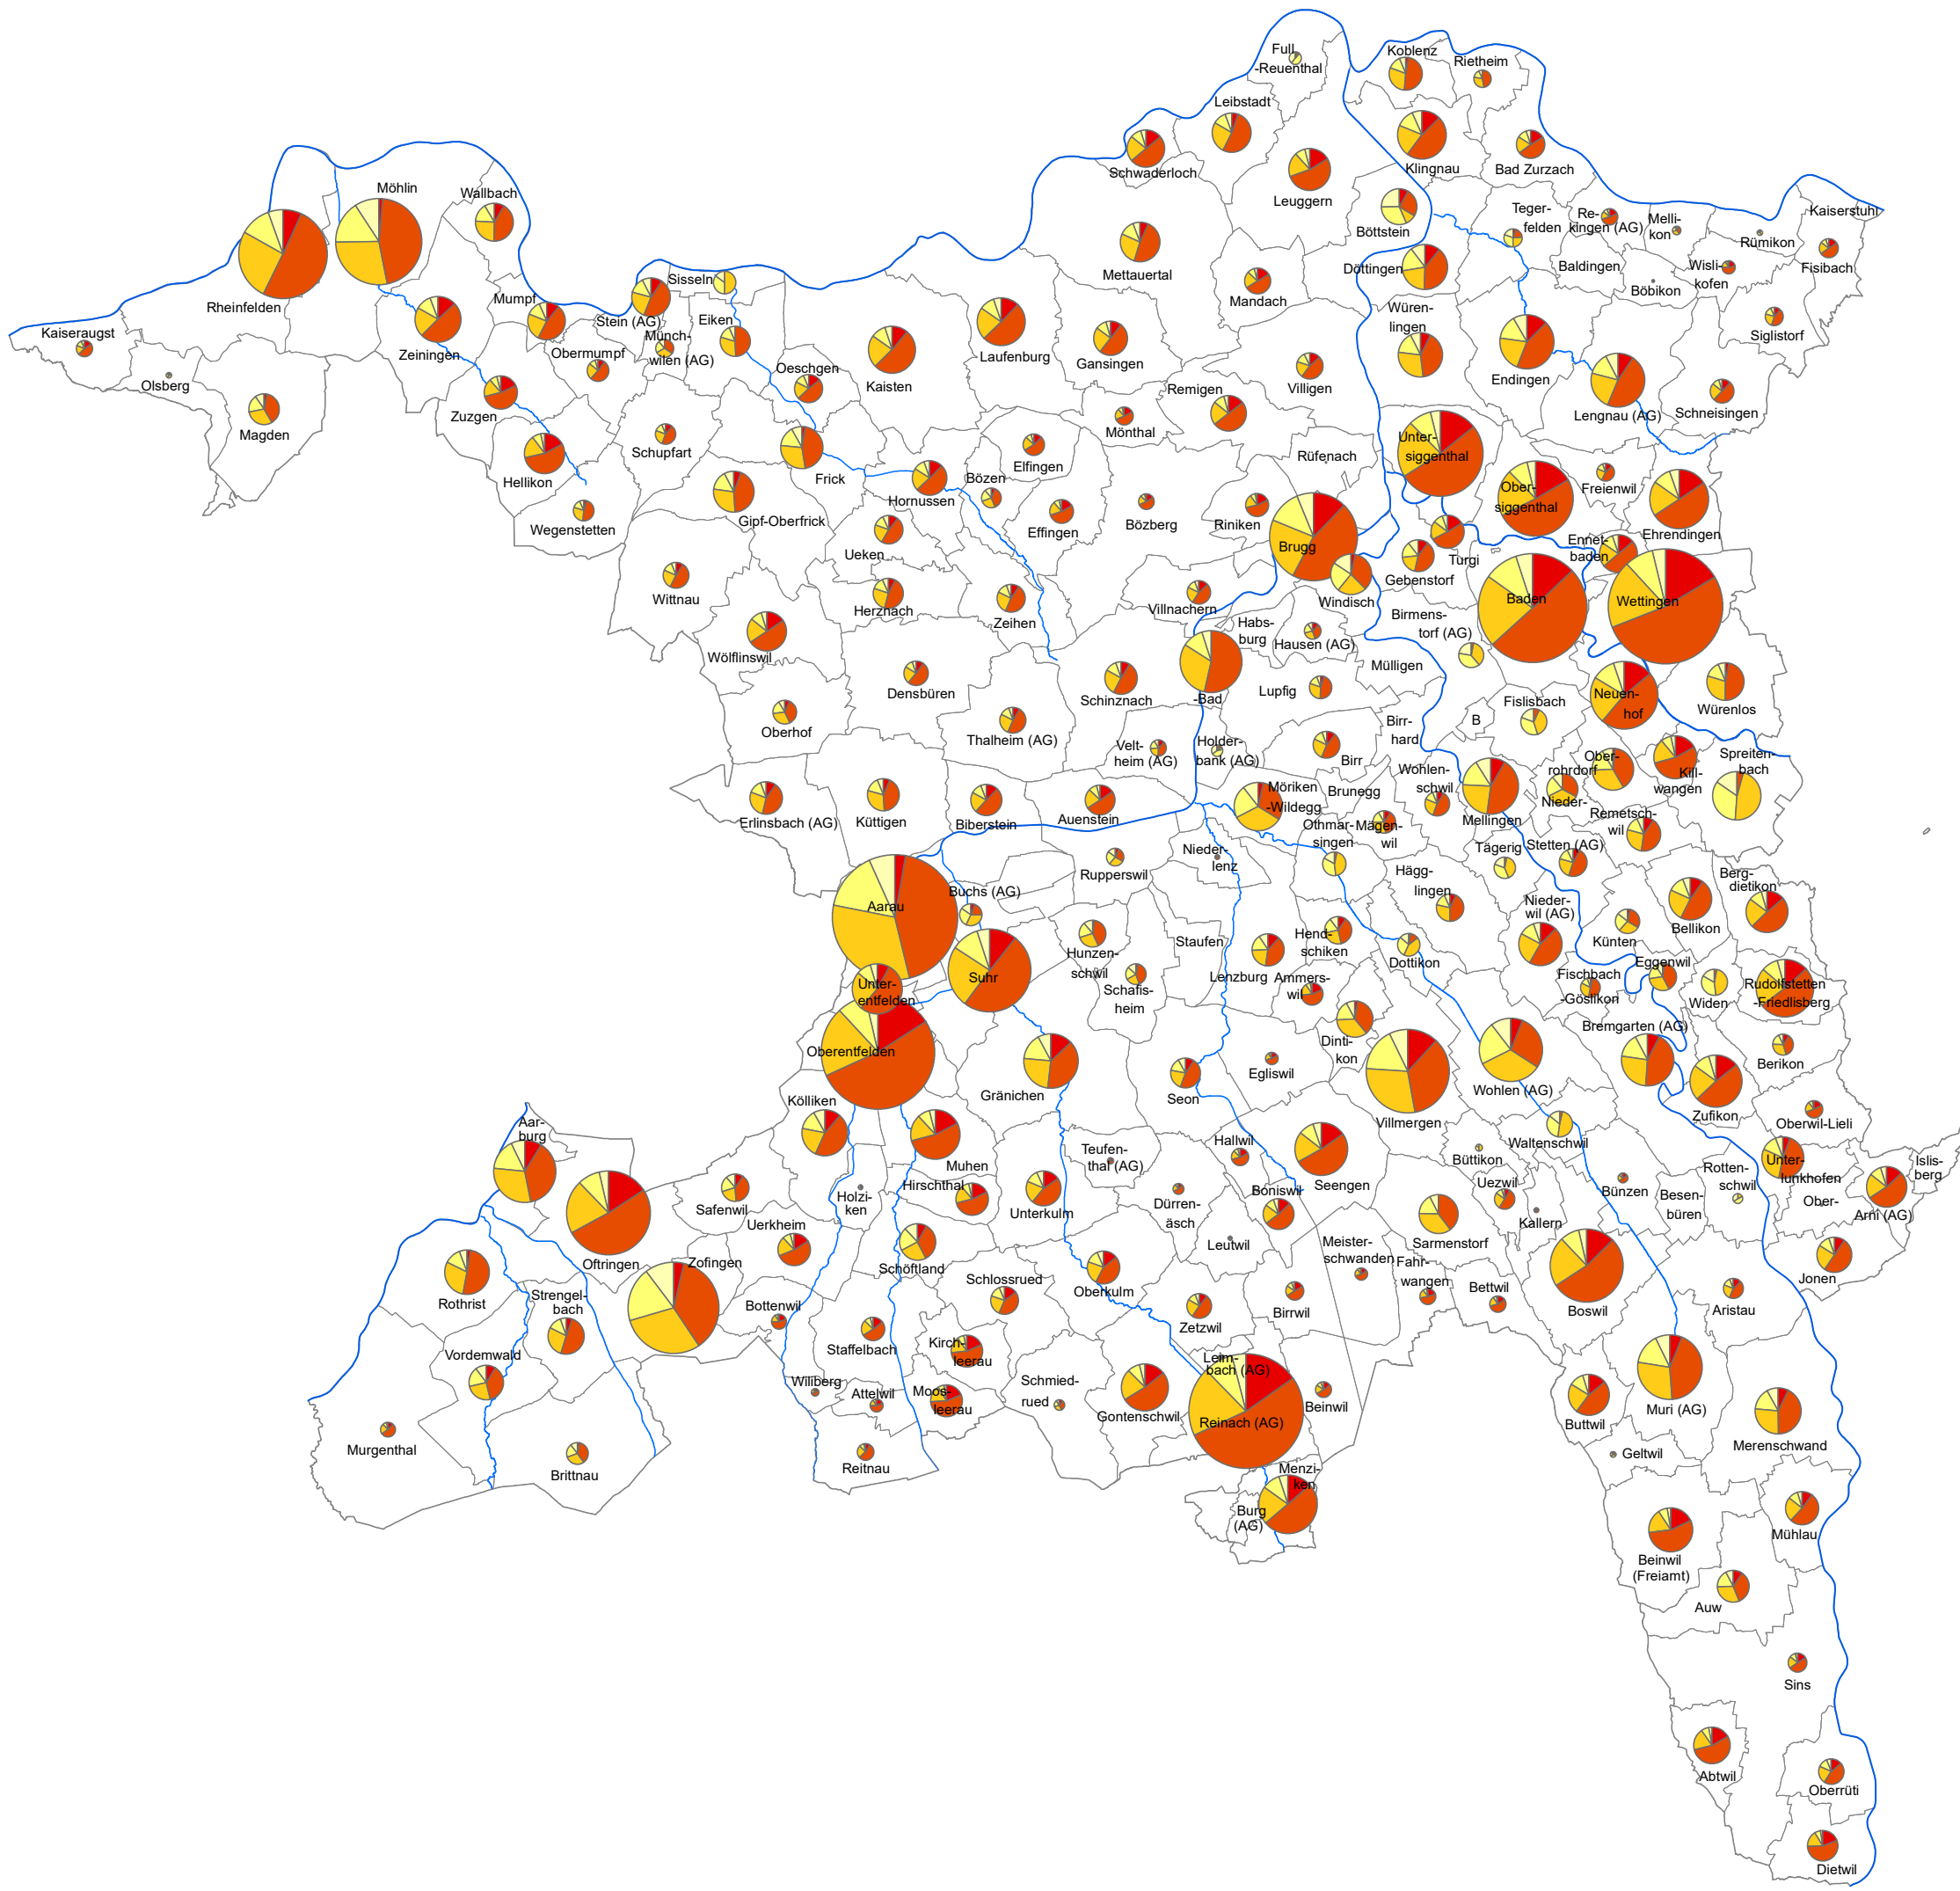 Full
-Reuenthal
Koblenz
Rietheim
Leibstadt
Schwaderloch
Klingnau
Bad Zurzach
Leuggern
Möhlin
Wallbach
Böttstein
Teger-
felden
Re-
kingen (AG)
Melli-
kon
Kaiserstuhl
Rümikon
Fisibach
Mettauertal
Döttingen
Baldingen
Wisli-
kofen
Böbikon
Mandach
Sisseln
Rheinfelden
Mumpf
Stein (AG)
Eiken
Münch-
wilen (AG)
Würen-
lingen
Siglistorf
Kaiseraugst
Zeiningen
Obermumpf
Oeschgen
Kaisten
Laufenburg
Gansingen
Villigen
Endingen
Olsberg
Magden
Zuzgen
Remigen
Lengnau (AG)
Schneisingen
Mönthal
Hellikon
Schupfart
Frick
Elfingen
Rüfenach
Unter-
siggenthal
Freienwil
Hornussen
Bözen
Ober-
siggenthal
Wegenstetten
Gipf-Oberfrick
Effingen
Bözberg
Riniken
Ehrendingen
Ueken
Brugg
Turgi
Ennet-
baden
Gebenstorf
Wittnau
Herznach
Zeihen
Villnachern
Windisch
Baden
Wettingen
Habs-
burg
Hausen (AG)
Birmens-
torf (AG)
Wölflinswil
Mülligen
Densbüren
Schinznach
-Bad
Lupfig
Neuen-
hof
Würenlos
Fislisbach
B
Oberhof
Thalheim (AG)
Velt-
heim (AG)
Holder-
bank (AG)
Birr
Birr-
hard
Ober-
rohrdorf
Kill-
wangen
Spreiten-
bach
Wohlen-
schwil
Nieder-
Möriken
-Wildegg
Brunegg
Mellingen
Erlinsbach (AG)
Küttigen
Biberstein
Auenstein
Othmar-
singen
Mägen-
wil
Remetsch-
wil
Stetten (AG)
Tägerig
Nieder-
lenz
Rupperswil
Hägg-
lingen
Berg-
dietikon
Buchs (AG)
Aarau
Nieder-
wil (AG)
Künten
Bellikon
Hunzen-
schwil
Staufen
Hend-
schiken
Lenzburg
Dottikon
Suhr
Unter-
entfelden
Schafis-
heim
Ammers-
wil
Fischbach
-Göslikon
Eggenwil
Widen
Rudolfstetten
-Friedlisberg
Oberentfelden
Dinti-
kon
Bremgarten (AG)
Berikon
Gränichen
Egliswil
Wohlen (AG)
Seon
Villmergen
Zufikon
Oberwil-Lieli
Kölliken
Aar-
burg
Muhen
Teufen-
thal (AG)
Hallwil
Waltenschwil
Büttikon
Unter-
lunkhofen
Rotten-
schwil
Islis-
berg
Hirschthal
Safenwil
Holzi-
ken
Unterkulm
Dürren-
äsch
Boniswil
Seengen
Uezwil
Bünzen
Besen-
büren
Ober-
Arni (AG)
Uerkheim
Kallern
Leutwil
Meister-
schwanden
Sarmenstorf
Oftringen
Zofingen
Schöftland
Oberkulm
Fahr-
wangen
Jonen
Rothrist
Schlossrued
Bettwil
Aristau
Strengel-
bach
Bottenwil
Zetzwil
Birrwil
Boswil
Staffelbach
Kirch-
leerau
Vordemwald
Wiliberg
Attelwil
Moos-
leerau
Schmied-
rued
Leim-
bach (AG)
Gontenschwil
Reinach (AG)
Beinwil
Buttwil
Muri (AG)
Murgenthal
Brittnau
Reitnau
Geltwil
Merenschwand
Menzi-
ken
Burg
(AG)
Mühlau
Beinwil
(Freiamt)
Auw
Sins
Abtwil
Oberrüti
Dietwil